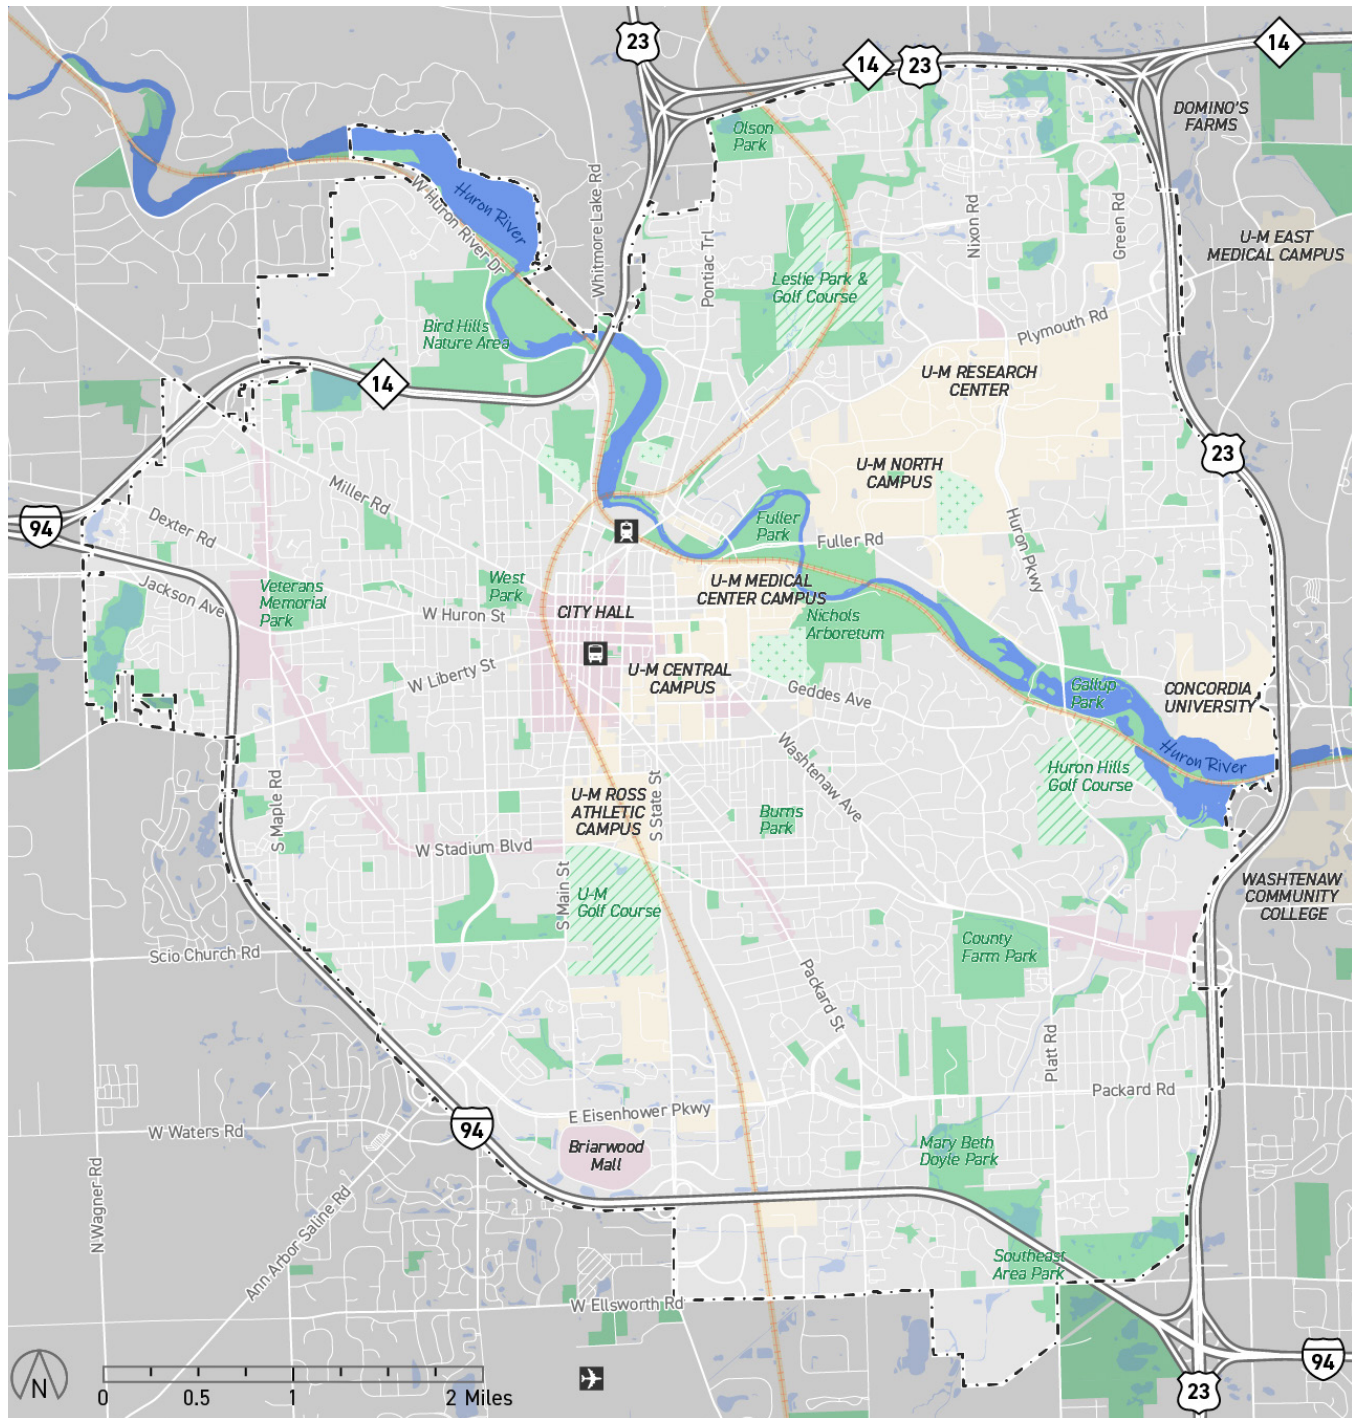 23
14
23
14
DOMINO'S
FARMS
Olson
Park
Whitmore Lake Rd
Huron River
W Huron River Dr
Pontiac Trl
Nixon Rd
Green Rd
U-M EAST
MEDICAL CAMPUS
Leslie Park &
Golf Course
Bird Hills
Nature Area
Plymouth Rd
14
U-M RESEARCH
CENTER
23
U-M NORTH
CAMPUS
Miller Rd
94
Dexter Rd
Fuller
Park
Fuller Rd
Huron Pkwy
Jackson Ave
Veterans
Memorial
Park
West
Park
U-M MEDICAL
CENTER CAMPUS
W Huron St
CITY HALL
Nichols
Arboretum
W Liberty St
U-M CENTRAL
CAMPUS
Geddes Ave
Gallup
Park
CONCORDIA
UNIVERSITY
Washtenaw Ave
Huron River
Huron Hills
Golf Course
S Maple Rd
U-M ROSS
ATHLETIC
CAMPUS
S State St
Burns
Park
W Stadium Blvd
S Main St
U-M
Golf Course
WASHTENAW
COMMUNITY
COLLEGE
Scio Church Rd
County
Farm Park
Packard St
Platt Rd
Packard Rd
E Eisenhower Pkwy
W Waters Rd
94
Briarwood
Mall
Mary Beth
Doyle Park
N Wagner Rd
Ann Arbor Saline Rd
Southeast
Area Park
W Ellsworth Rd
94
23
N
0 0.5 1 2 Miles